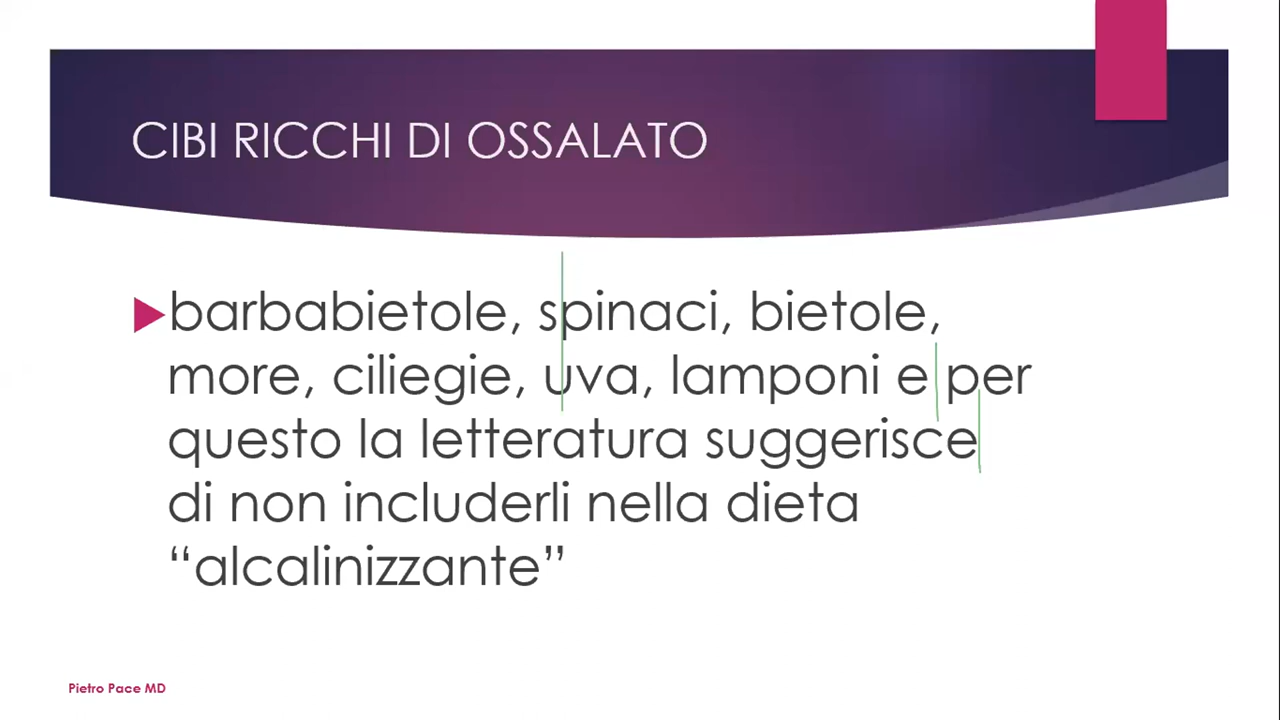 CIBI RICCHI DI OSSALATO
barbabietole, spinaci, bietole,
more, ciliegie, uva, lamponi e per
questo la letteratura suggerisce
di non includerli nella dieta
“alcalinizzante”
Pietro Pace MD